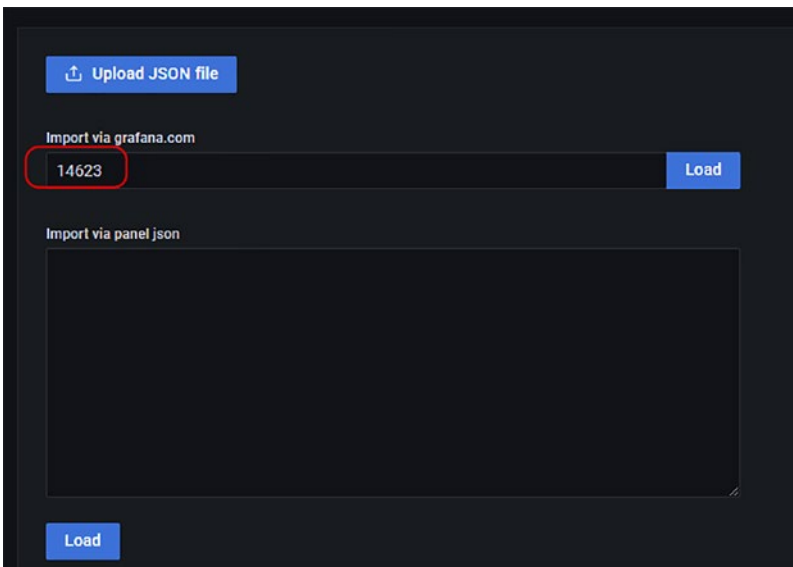 Upload JSON file
Import via grafana.com
14623
Load
Import via panel json
Load